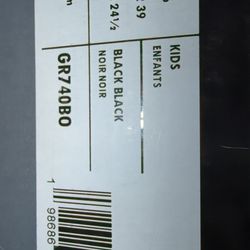 KIDS
39 ENFANTS
24½ BLACK BLACK
NOIR NOIR
GR740BO
1 98686